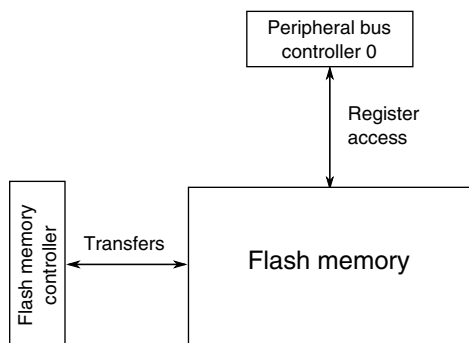 Peripheral bus
controller 0
Register
access
Flash memory
controller
Transfers
Flash memory